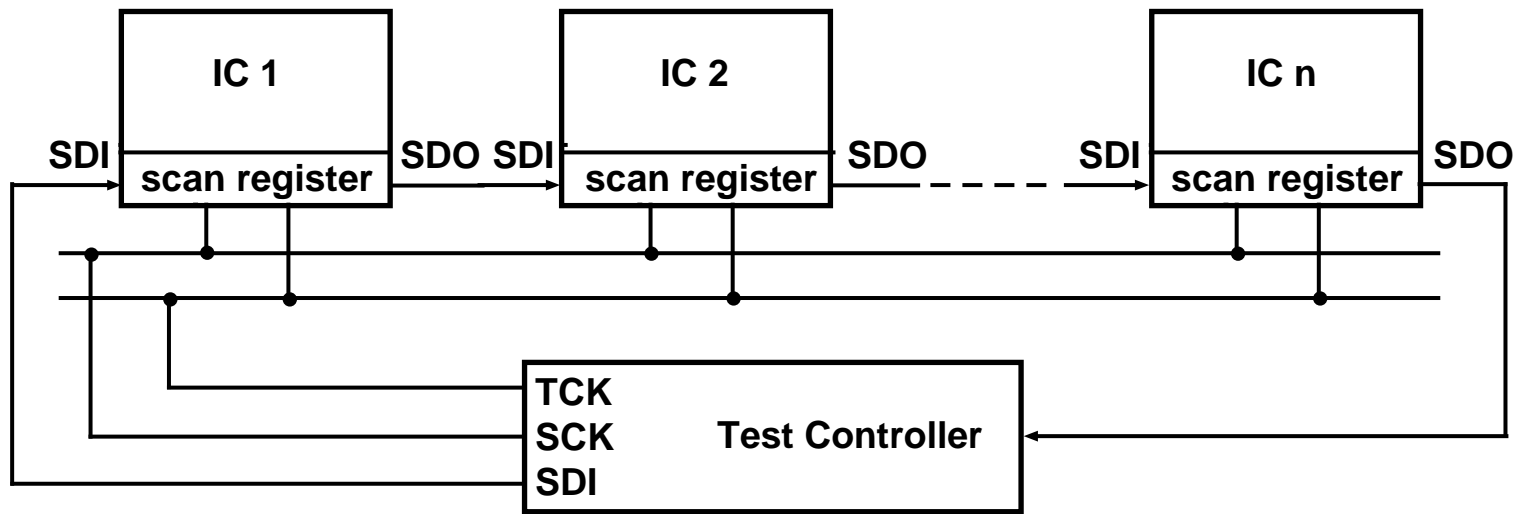 IC 1
IC 2
IC n
SDI
SDO
SDI
SDO
SDI
SDO
scan register
scan register
scan register
TCK
SCK
Test Controller
SDI